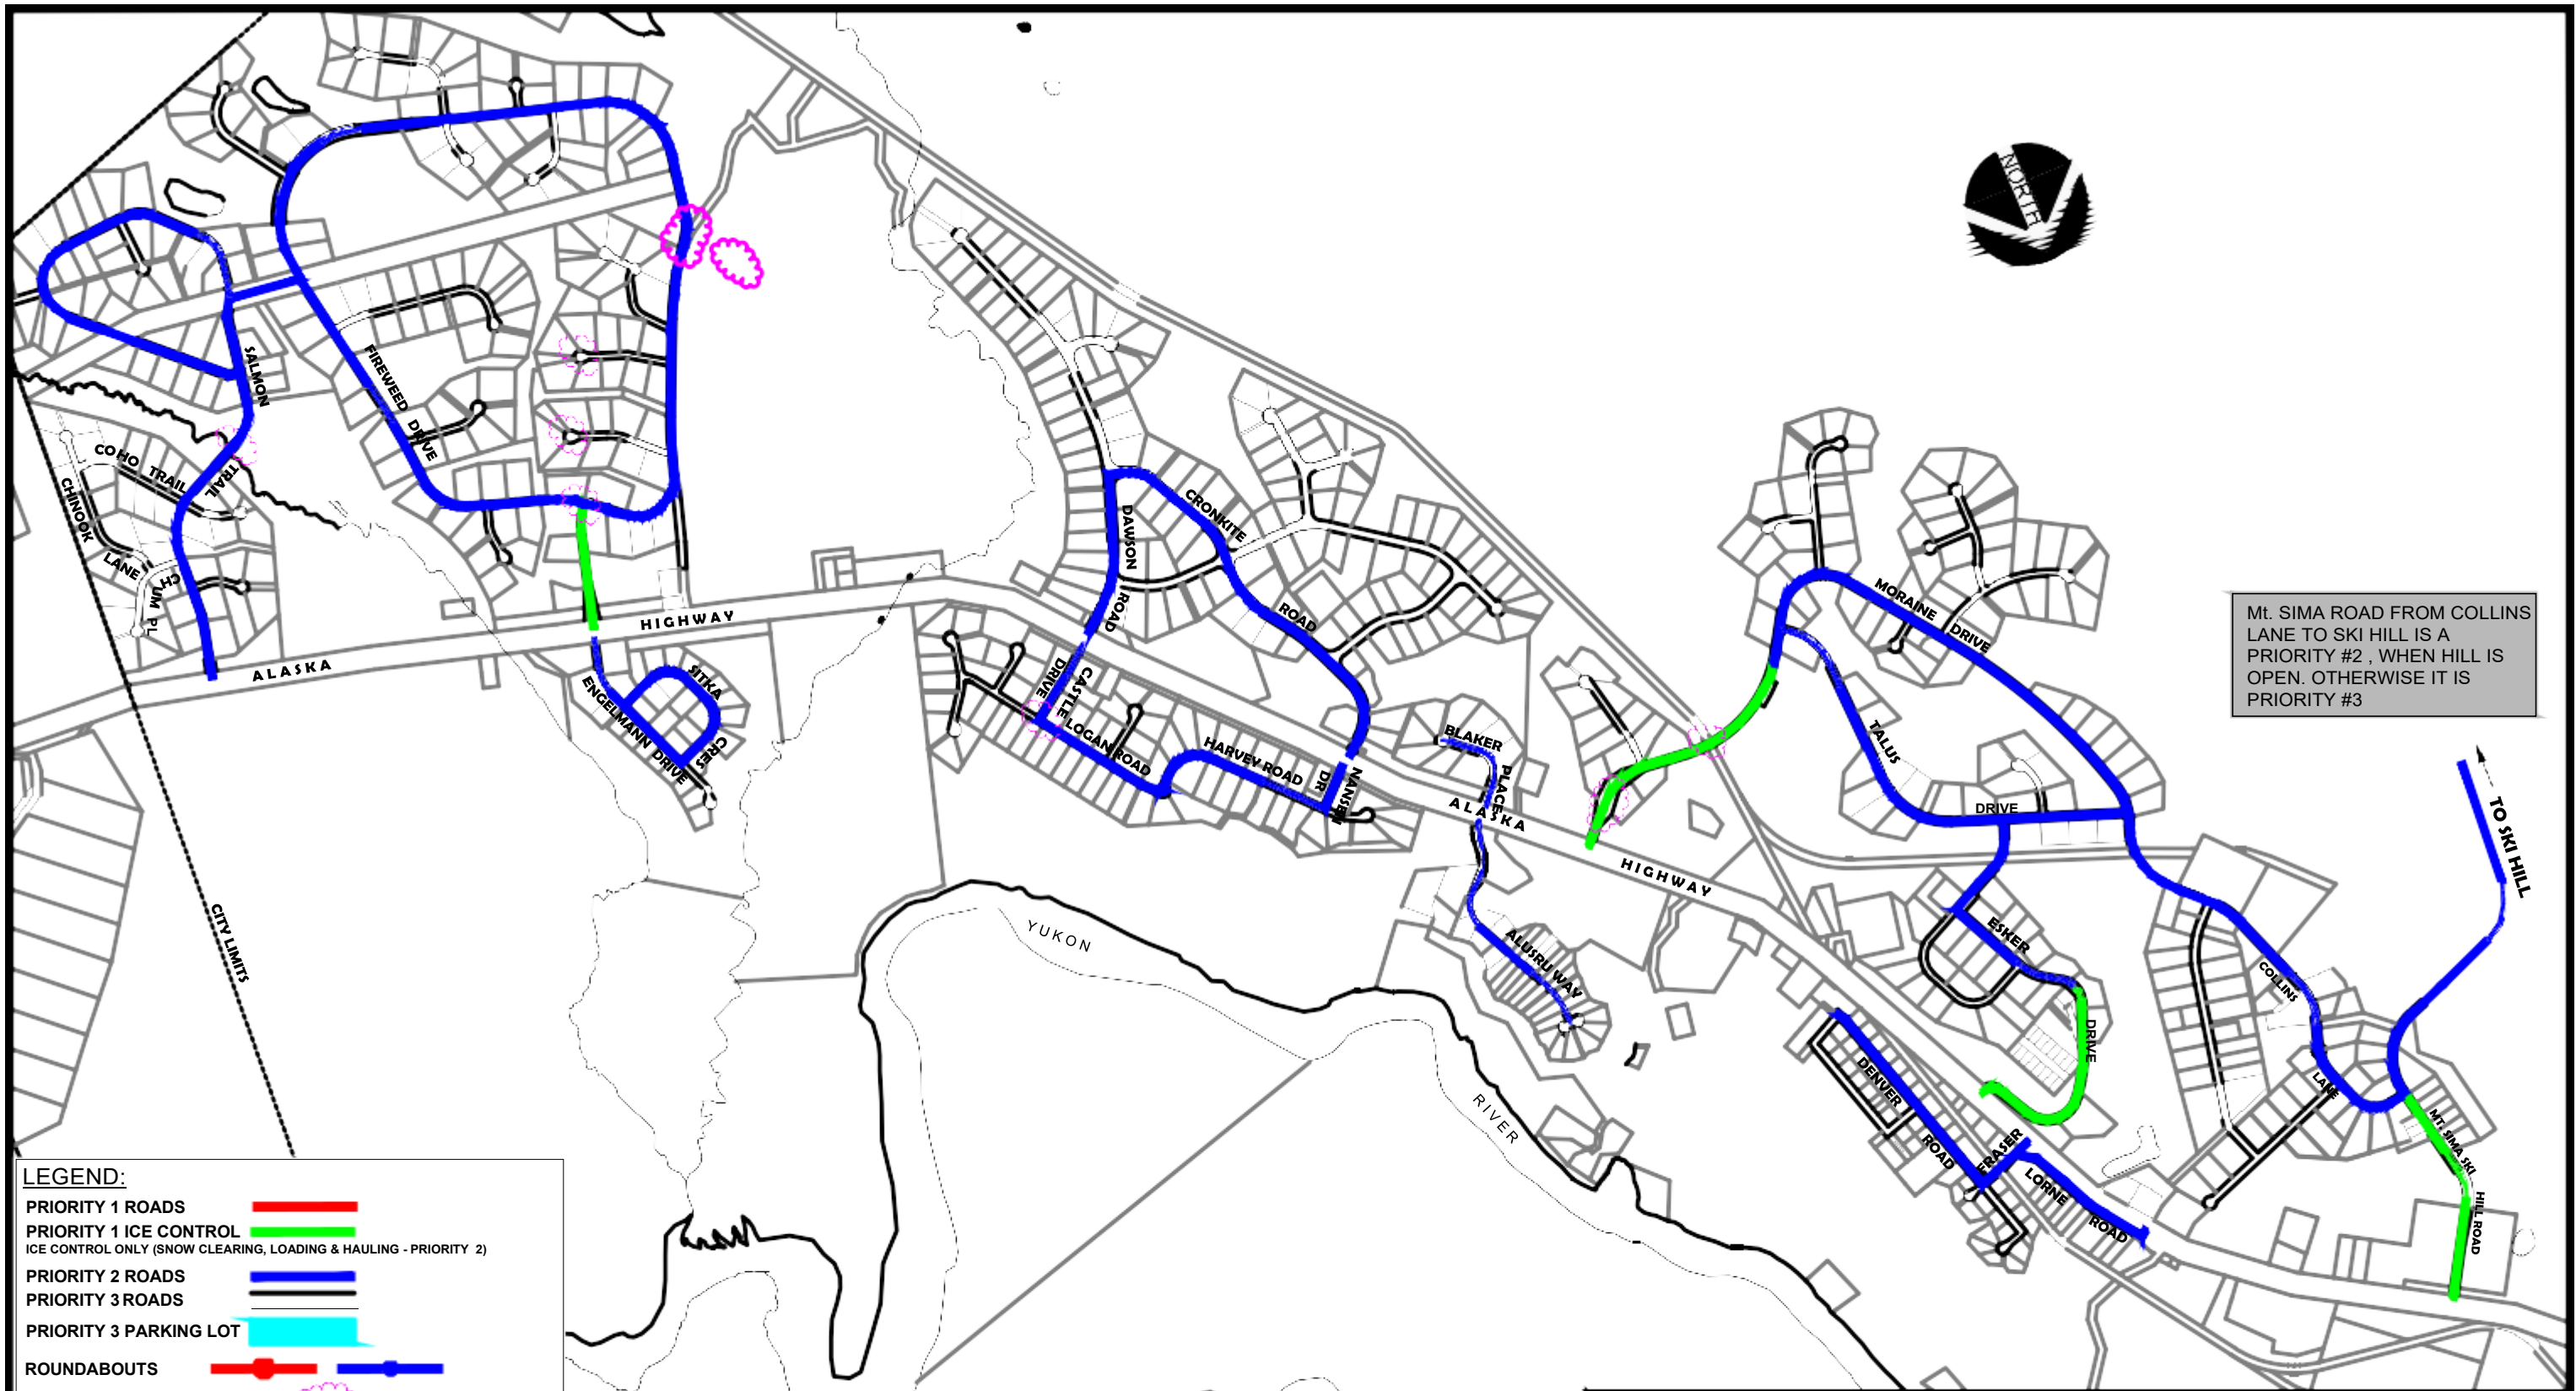 NORTH
SALMON
TRAIL
FIREWEED
DRIVE
COHO TRAIL
CHINOOK
LANE
CHUM PL
ALASKA
HIGHWAY
CITY LIMITS
ENGELMANN DRIVE
SITKA
CRES
DAWSON
ROAD
CRONKITE
ROAD
CASTLE
DRIVE
LOGAN ROAD
HARVEY ROAD
NANSEN
DR
BLAKER
PLACE
ALASKA
HIGHWAY
ALUSRU WAY
YUKON
RIVER
MORAINE
DRIVE
TALUS
DRIVE
ESKER
DRIVE
COLLINS
LANE
DENVER
ROAD
FRASER
LORNE
ROAD
MT. SIMA SKI
HILL ROAD
TO SKI HILL
Mt. SIMA ROAD FROM COLLINS
LANE TO SKI HILL IS A
PRIORITY #2 , WHEN HILL IS
OPEN. OTHERWISE IT IS
PRIORITY #3
LEGEND:
PRIORITY 1 ROADS
PRIORITY 1 ICE CONTROL
ICE CONTROL ONLY (SNOW CLEARING, LOADING & HAULING - PRIORITY 2)
PRIORITY 2 ROADS
PRIORITY 3 ROADS
PRIORITY 3 PARKING LOT
ROUNDABOUTS